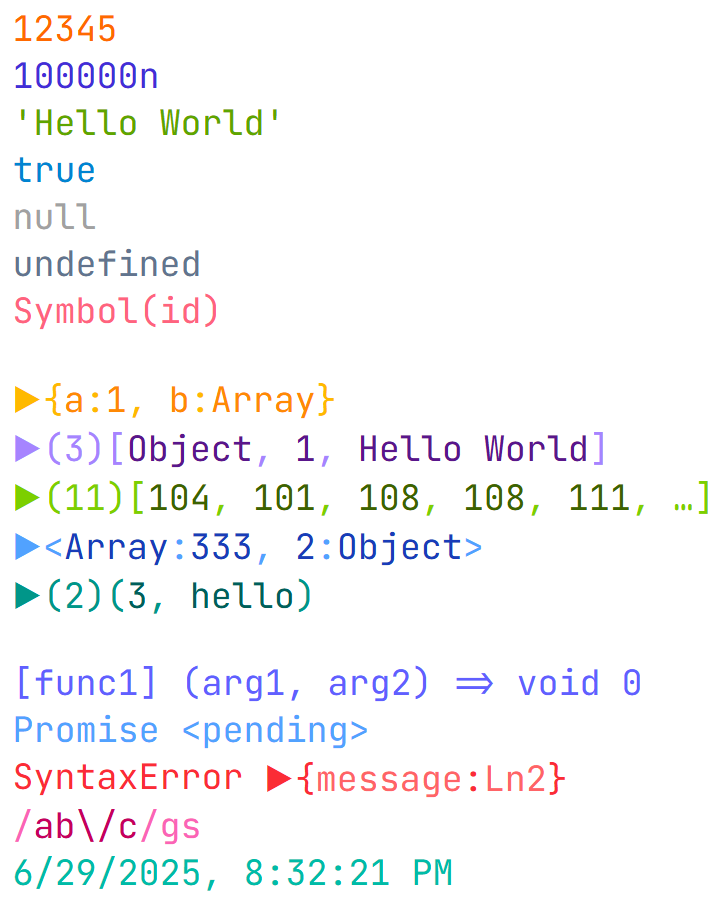 12345
100000n
'Hello World'
true
null
undefined
Symbol(id)
▶{a:1, b:Array}
▶(3)[Object, 1, Hello World]
▶(11)[104, 101, 108, 108, 111, …]
▶<Array:333, 2:Object>
▶(2)(3, hello)
[func1] (arg1, arg2) => void 0
Promise <pending>
SyntaxError ▶{message:Ln2}
/ab\/c/gs
6/29/2025, 8:32:21 PM